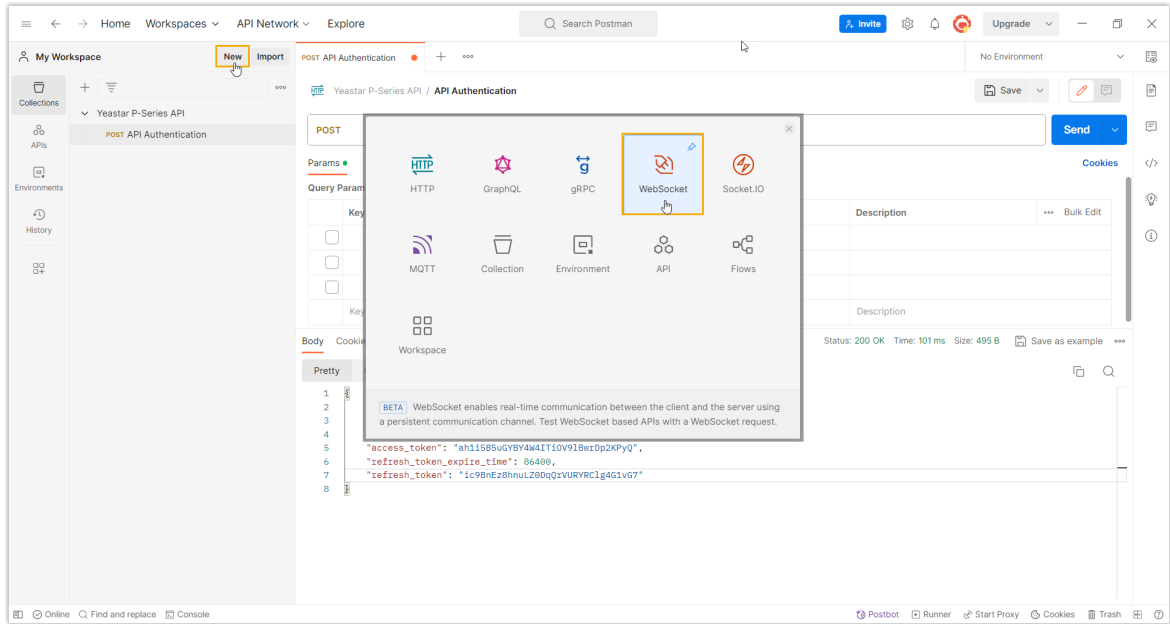 Home Workspaces API Network Explore Search Postman Invite Upgrade
My Workspace New Import POST API Authentication No Environment
Collections
APIs
Environments
History
Yeastar P-Series API
POST API Authentication
HTTP Yeastar P-Series API / API Authentication Save
POST Send
Params Cookies
Query Param
Key Description Bulk Edit
Key Description
HTTP GraphQL gRPC WebSocket Socket.IO
MQTT Collection Environment API Flows
Workspace
BETA WebSocket enables real-time communication between the client and the server using
a persistent communication channel. Test WebSocket based APIs with a WebSocket request.
Body Cookie Status: 200 OK Time: 101 ms Size: 495 B Save as example
Pretty
1 {
2
3
4
5 "access_token": "ah1i5B5uGYBY4W4ITiOV9lBwrDp2KPyQ",
6 "refresh_token_expire_time": 86400,
7 "refresh_token": "ic9BnEz8hnuLZ0DqQrVURYRClg4G1vG7"
8 }
Online Find and replace Console Postbot Runner Start Proxy Cookies Trash